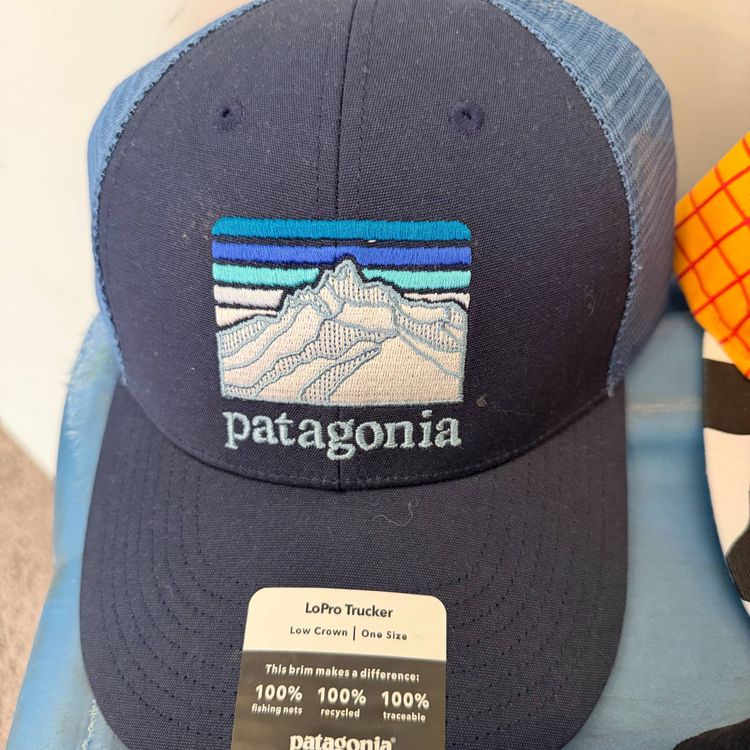 patagonia
LoPro Trucker
Low Crown | One Size
This brim makes a difference:
100% 100% 100%
fishing nets recycled traceable
patagonia®